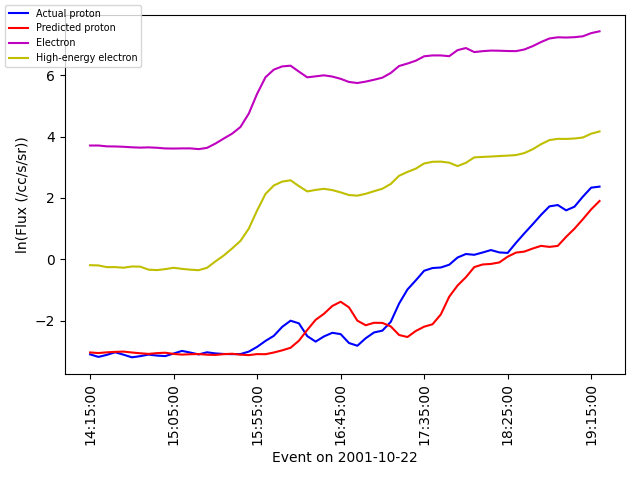 Actual proton
Predicted proton
Electron
High-energy electron
ln(Flux (/cc/s/sr))
6
4
2
0
−2
14:15:00
15:05:00
15:55:00
16:45:00
17:35:00
18:25:00
19:15:00
Event on 2001-10-22